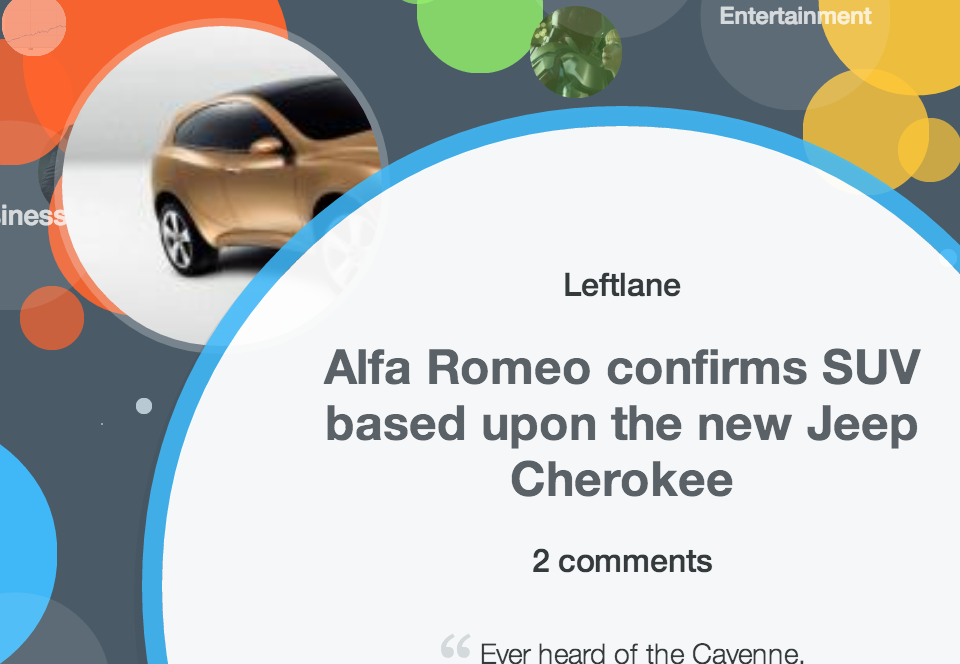 Entertainment
iness
Leftlane
Alfa Romeo confirms SUV
based upon the new Jeep
Cherokee
2 comments
“ Ever heard of the Cayenne.